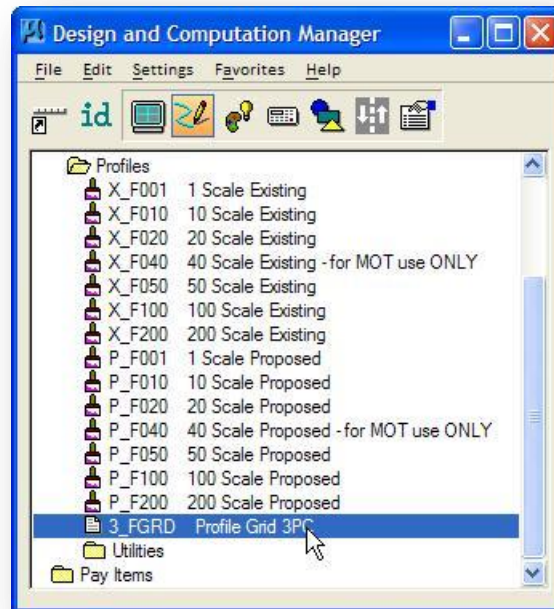 Design and Computation Manager
File Edit Settings Favorites Help
id
Profiles
X_F001 1 Scale Existing
X_F010 10 Scale Existing
X_F020 20 Scale Existing
X_F040 40 Scale Existing - for MOT use ONLY
X_F050 50 Scale Existing
X_F100 100 Scale Existing
X_F200 200 Scale Existing
P_F001 1 Scale Proposed
P_F010 10 Scale Proposed
P_F020 20 Scale Proposed
P_F040 40 Scale Proposed - for MOT use ONLY
P_F050 50 Scale Proposed
P_F100 100 Scale Proposed
P_F200 200 Scale Proposed
3_FGRD Profile Grid 3PC
Utilities
Pay Items